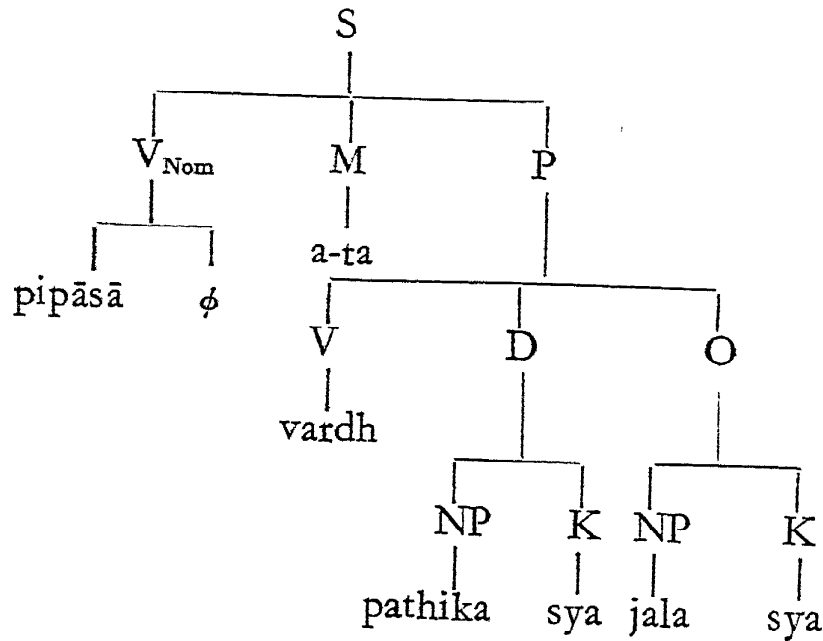 S
V_Nom M P
a-ta
pipāsā ϕ
V D O
vardh
NP K NP K
pathika sya jala sya